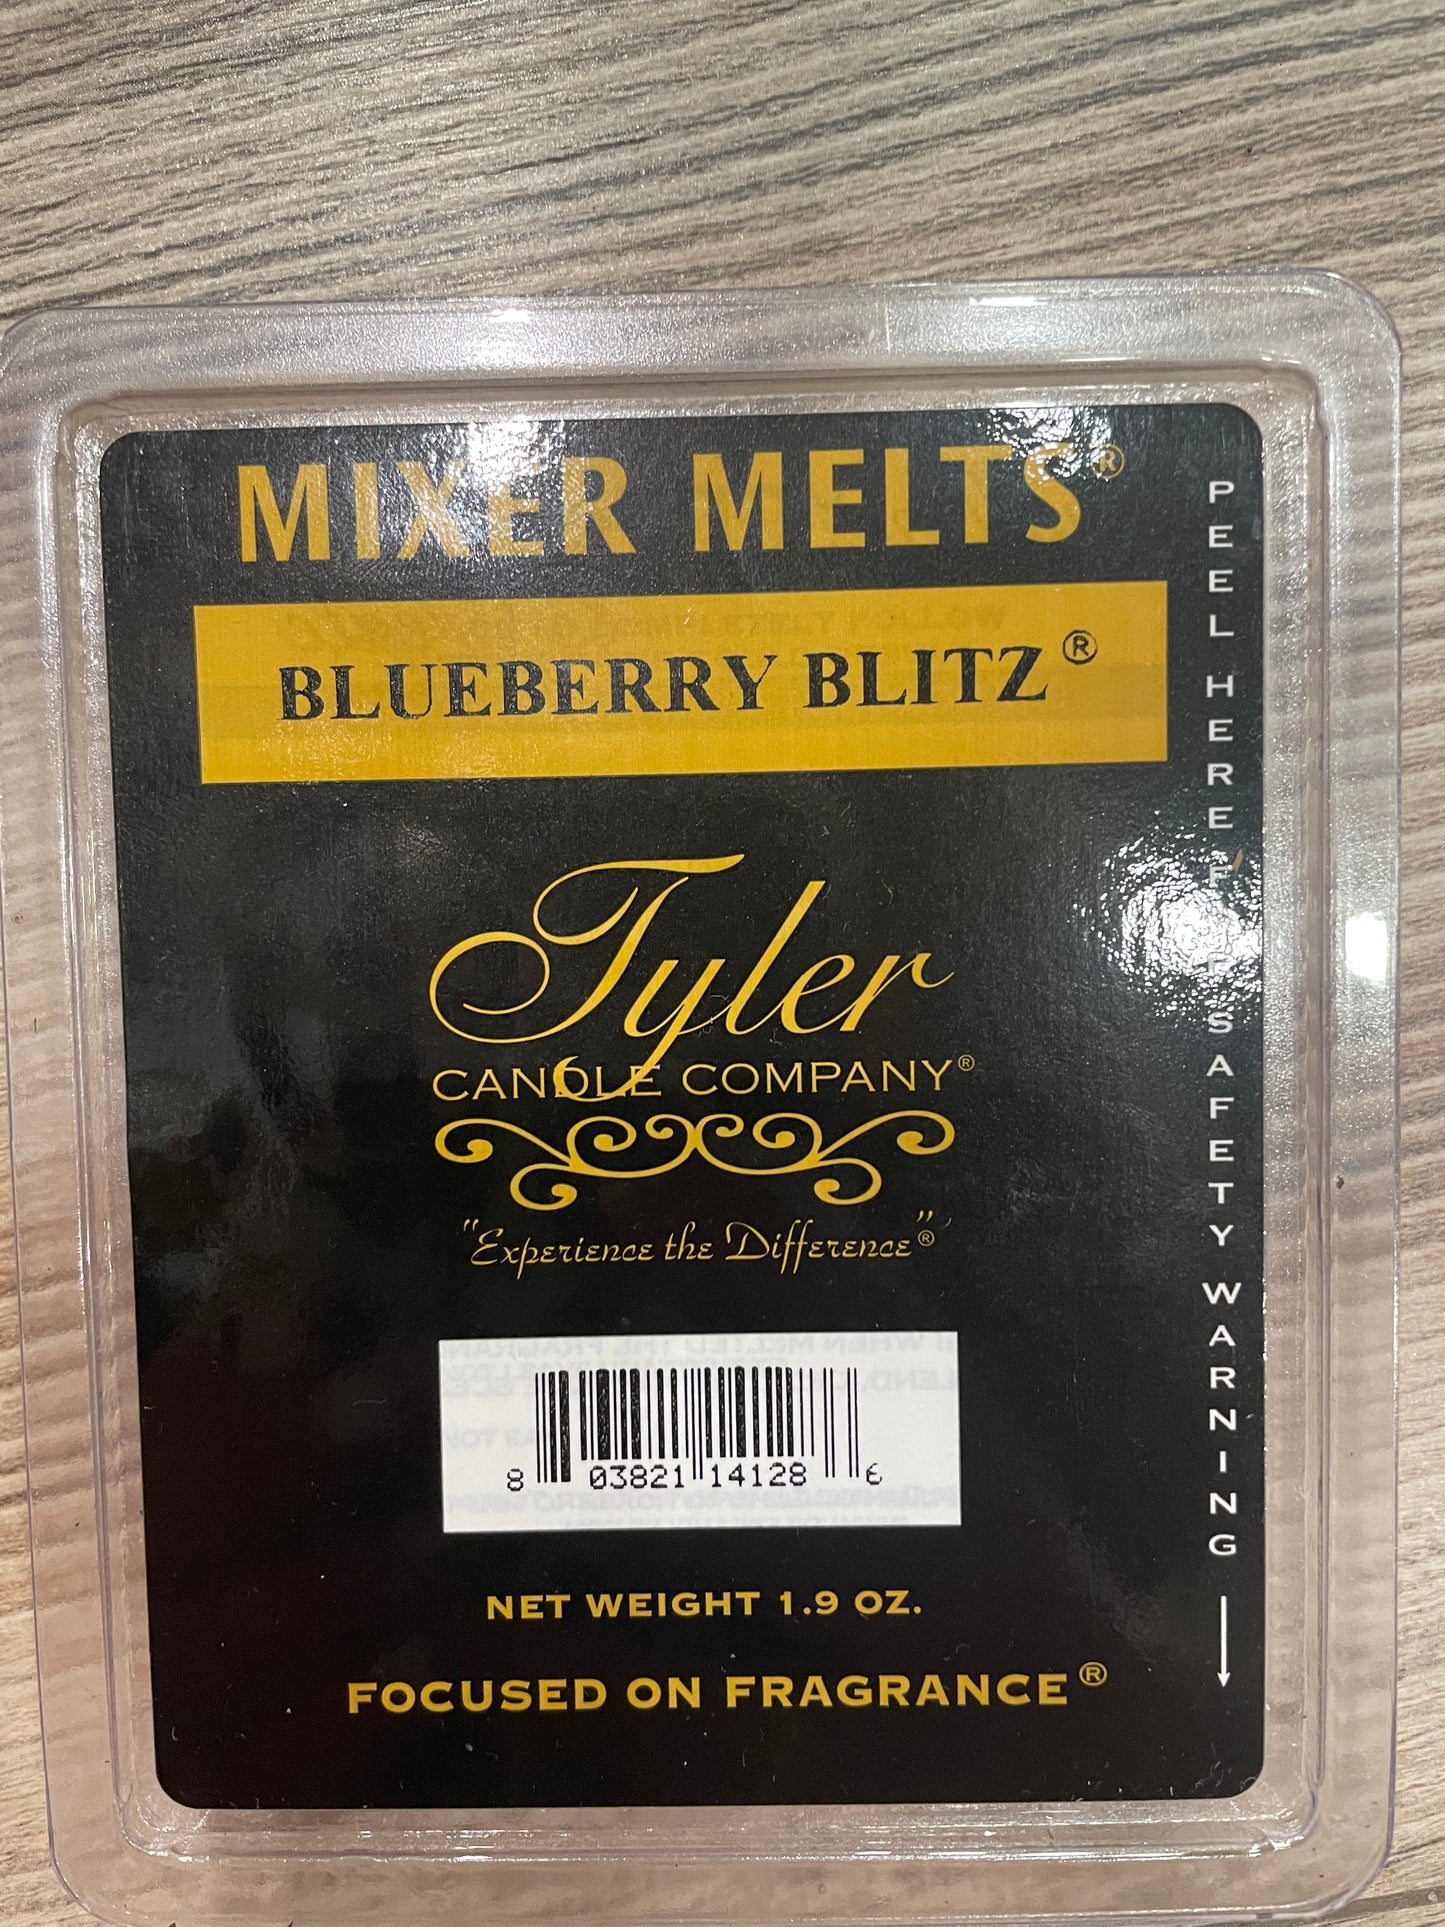 MIXER MELTS®
BLUEBERRY BLITZ®
Tyler
CANDLE COMPANY®
"Experience the Difference"®
8 03821 14128 6
NET WEIGHT 1.9 OZ.
FOCUSED ON FRAGRANCE®
PEEL HERE FOR SAFETY WARNING